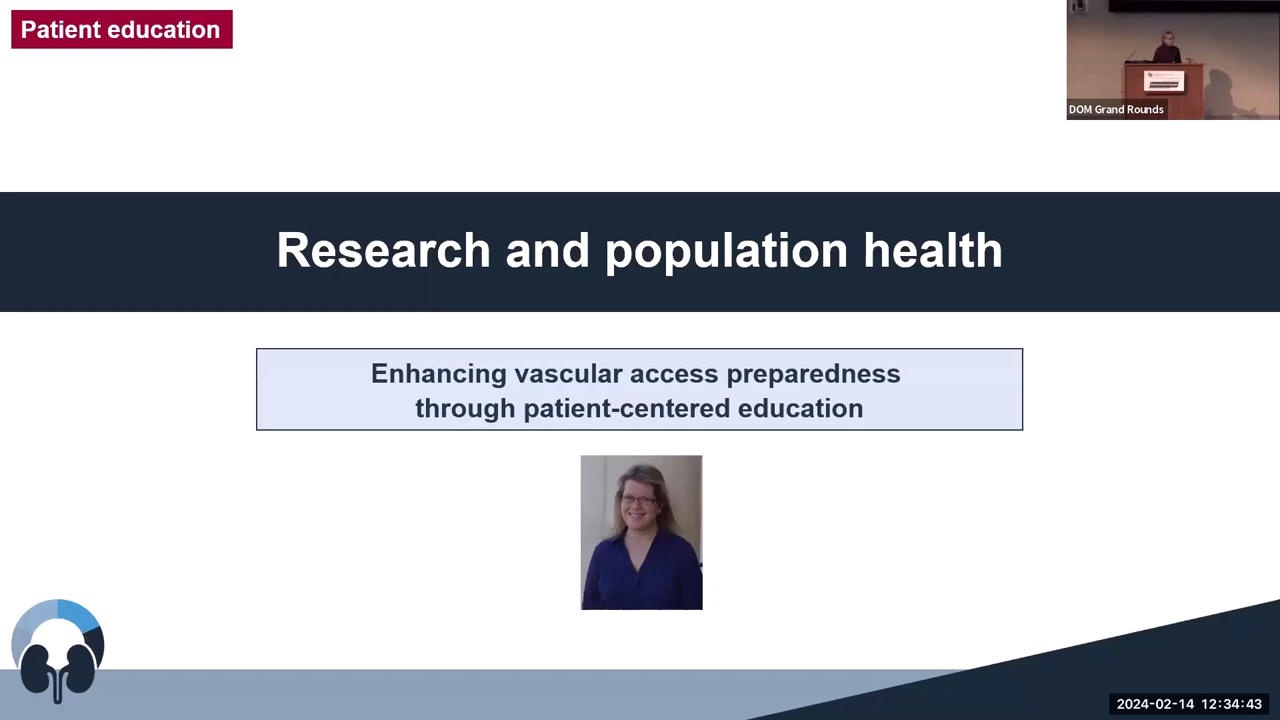 Patient education
DOM Grand Rounds
Research and population health
Enhancing vascular access preparedness
through patient-centered education
2024-02-14 12:34:43